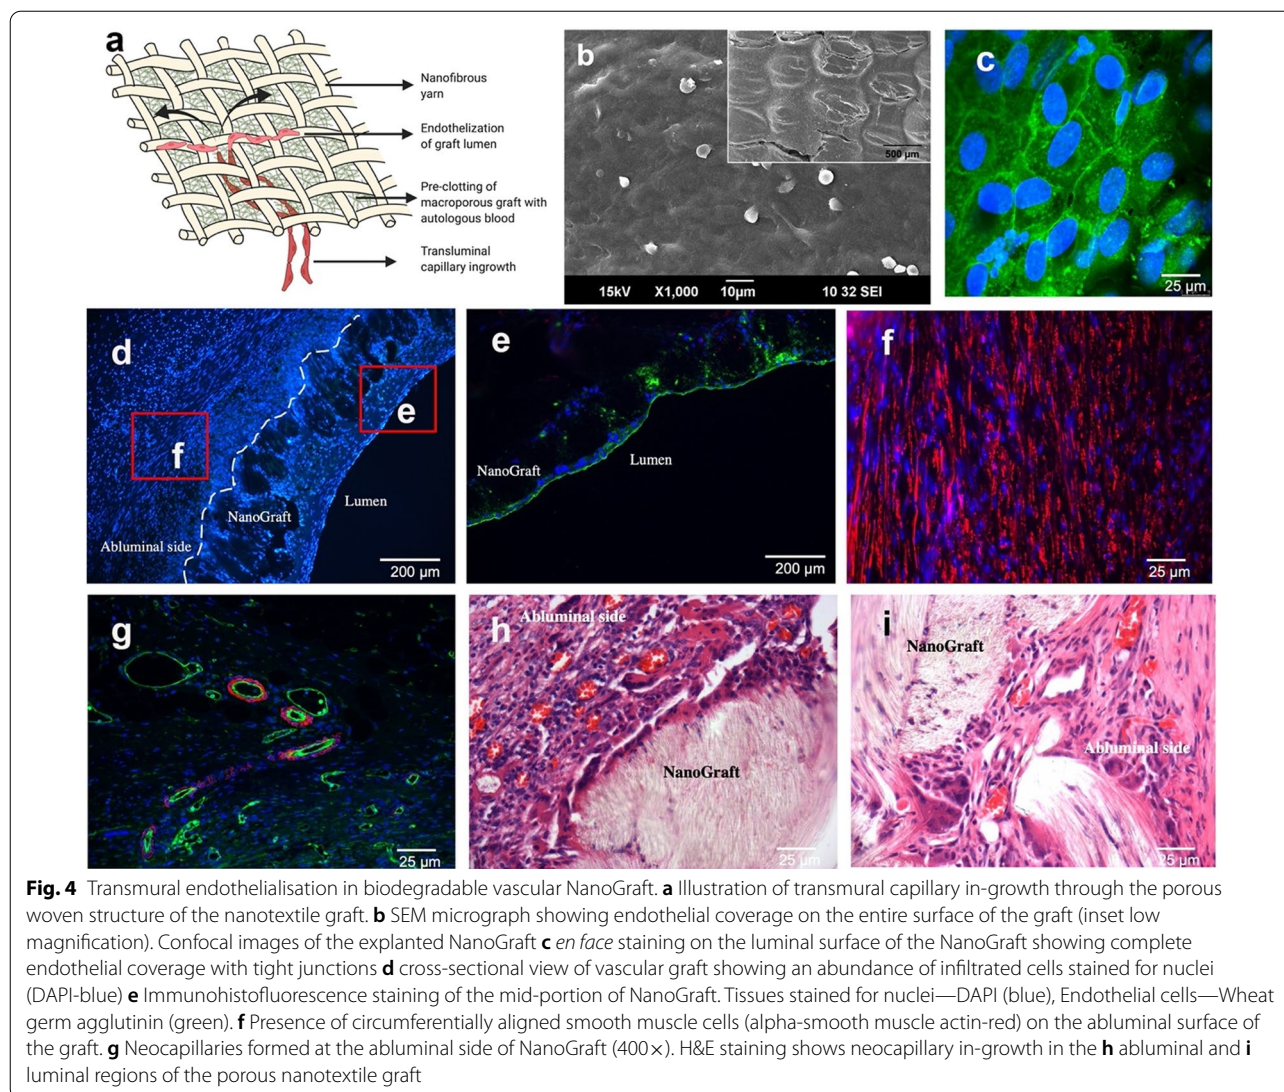 a
Nanofibrous
yarn
Endothelization
of graft lumen
Pre-clotting of
macroporous graft with
autologous blood
Transluminal
capillary ingrowth
b
500 µm
15kV X1,000 10µm 10 32 SEI
c
25 µm
d
e
f
NanoGraft
Lumen
Abluminal side
200 µm
e
NanoGraft
Lumen
200 µm
f
25 µm
g
25 µm
h
Abluminal side
NanoGraft
25 µm
i
NanoGraft
Abluminal side
25 µm
Fig. 4 Transmural endothelialisation in biodegradable vascular NanoGraft. a Illustration of transmural capillary in-growth through the porous
woven structure of the nanotextile graft. b SEM micrograph showing endothelial coverage on the entire surface of the graft (inset low
magnification). Confocal images of the explanted NanoGraft c en face staining on the luminal surface of the NanoGraft showing complete
endothelial coverage with tight junctions d cross-sectional view of vascular graft showing an abundance of infiltrated cells stained for nuclei
(DAPI-blue) e Immunohistofluorescence staining of the mid-portion of NanoGraft. Tissues stained for nuclei—DAPI (blue), Endothelial cells—Wheat
germ agglutinin (green). f Presence of circumferentially aligned smooth muscle cells (alpha-smooth muscle actin-red) on the abluminal surface of
the graft. g Neocapillaries formed at the abluminal side of NanoGraft (400×). H&E staining shows neocapillary in-growth in the h abluminal and i
luminal regions of the porous nanotextile graft